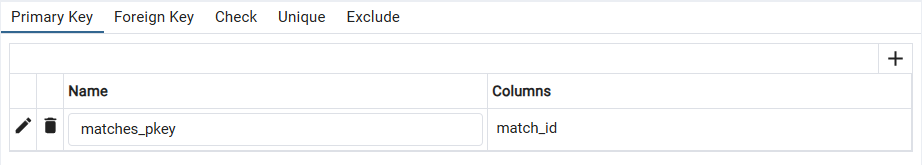 Primary Key Foreign Key Check Unique Exclude
Name Columns
matches_pkey match_id